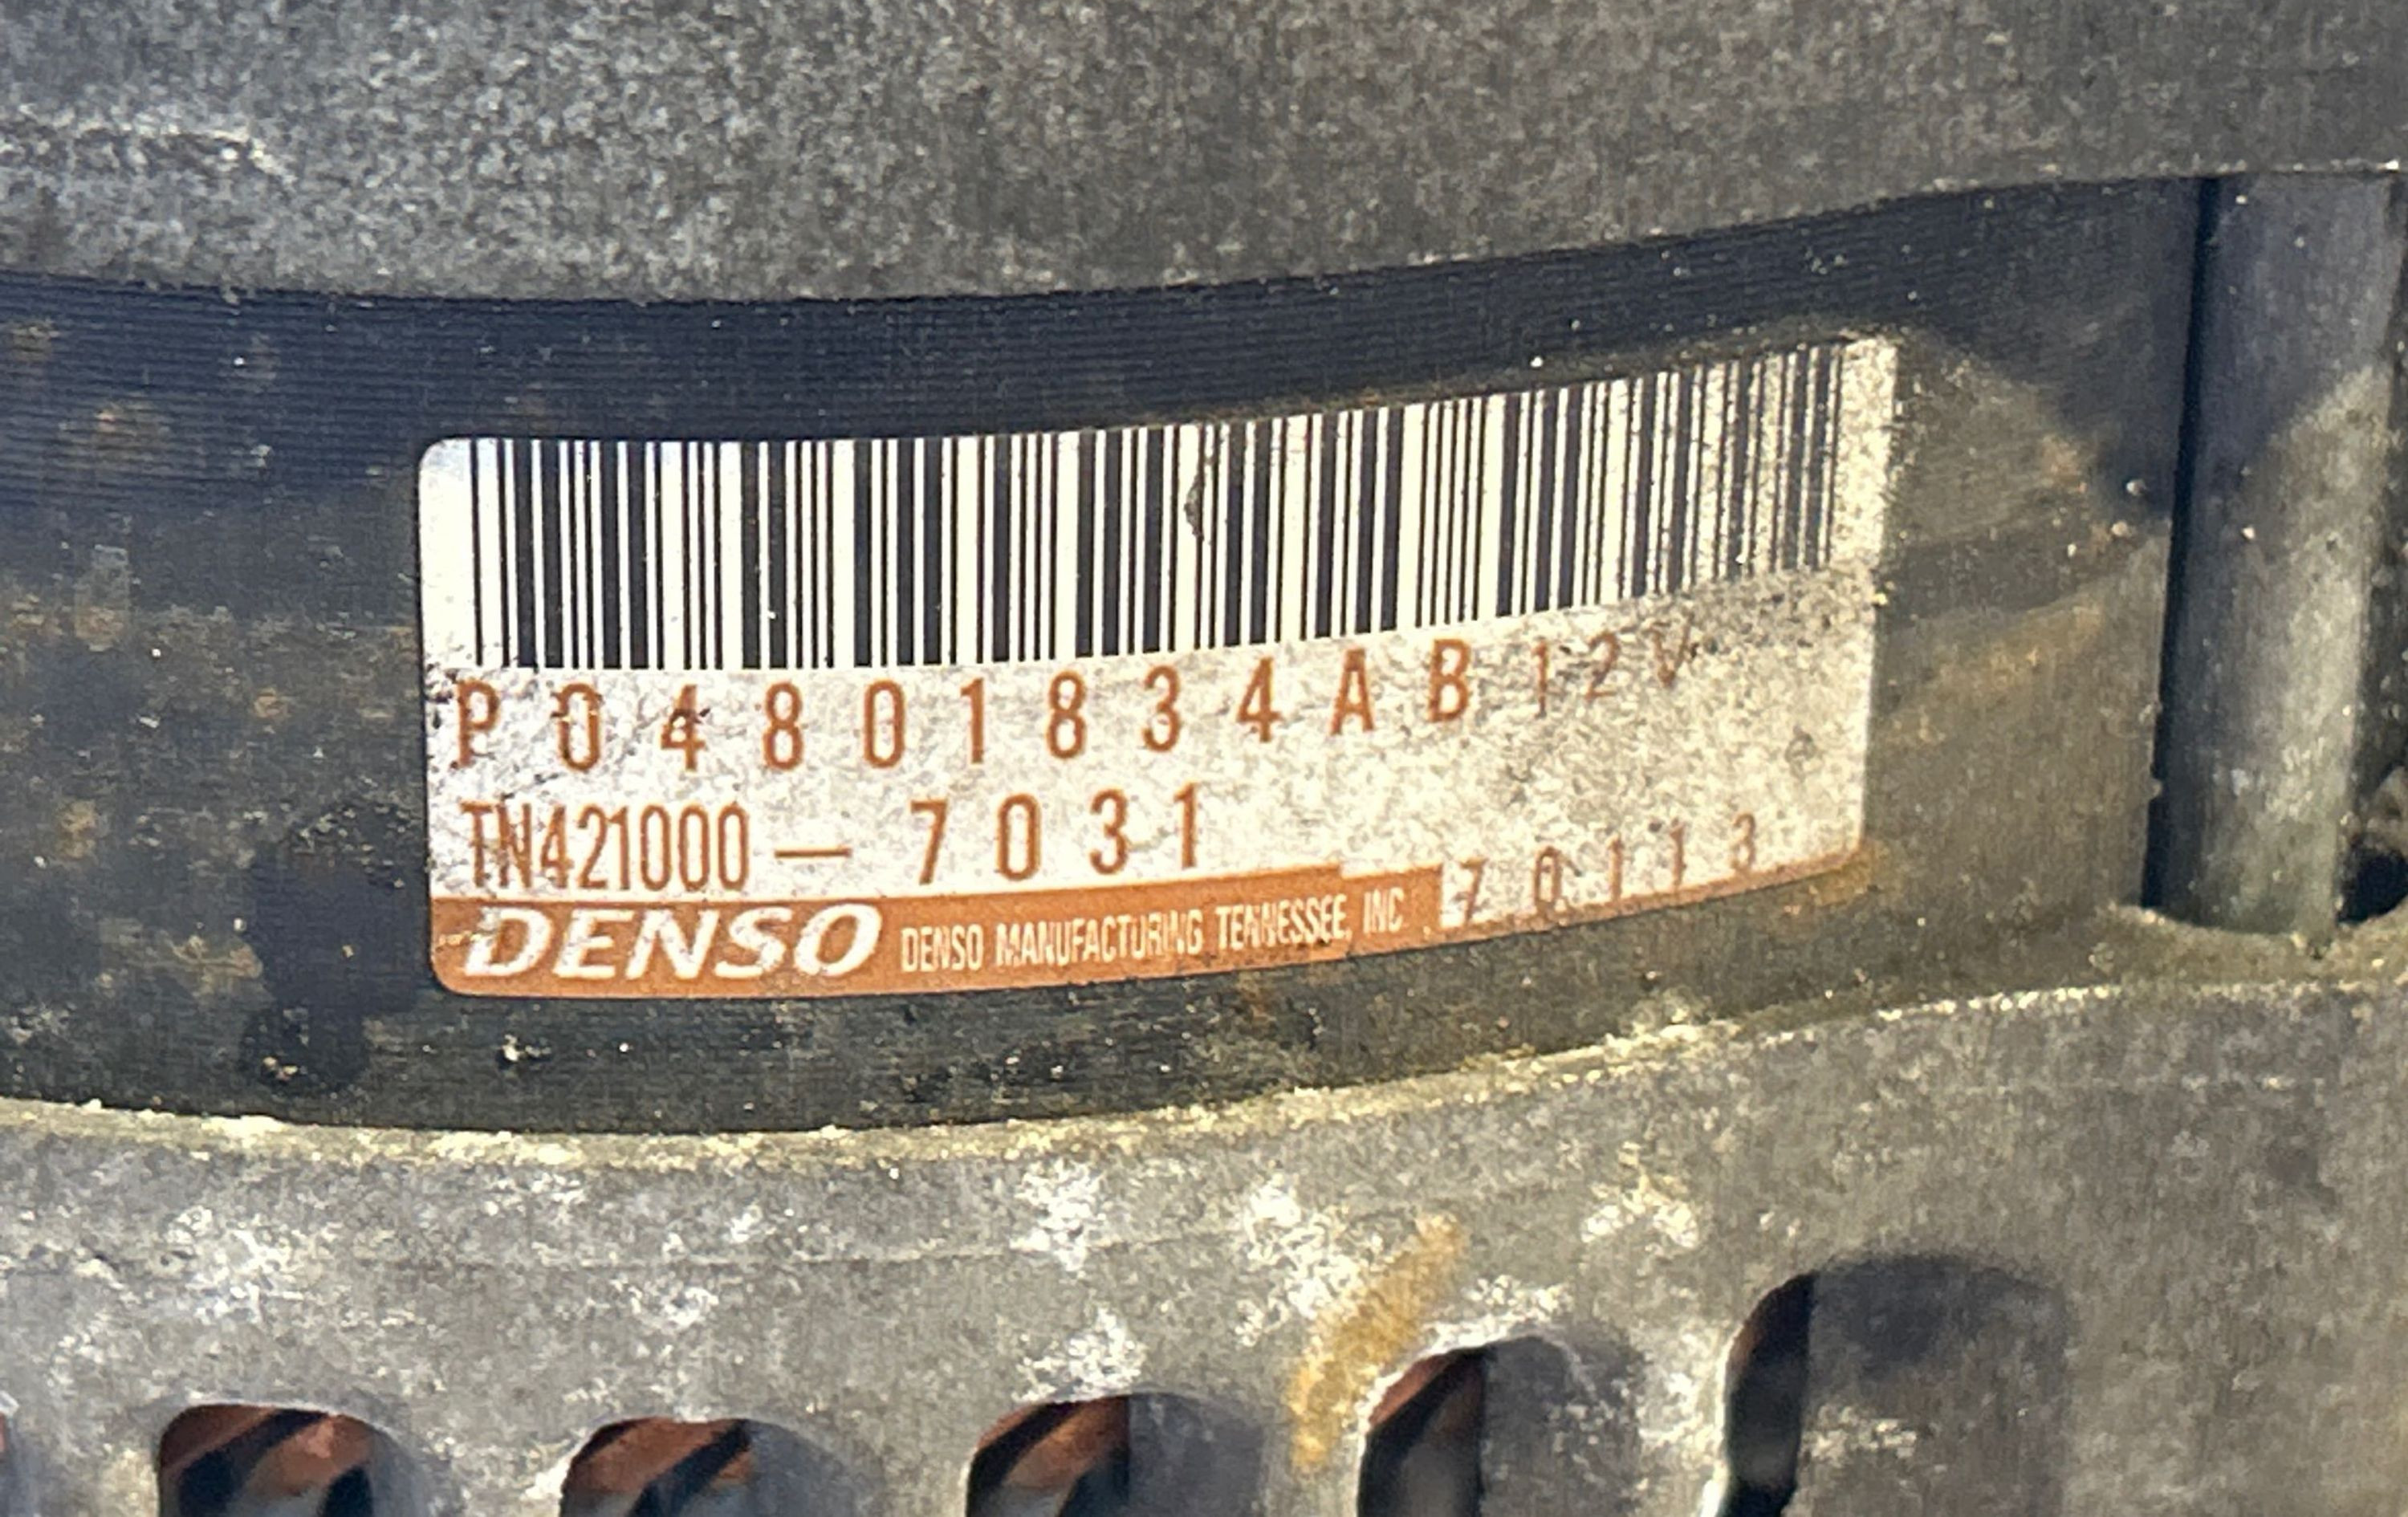 P04801834AB 12V
TN421000-7031
DENSO DENSO MANUFACTURING TENNESSEE, INC. 70113